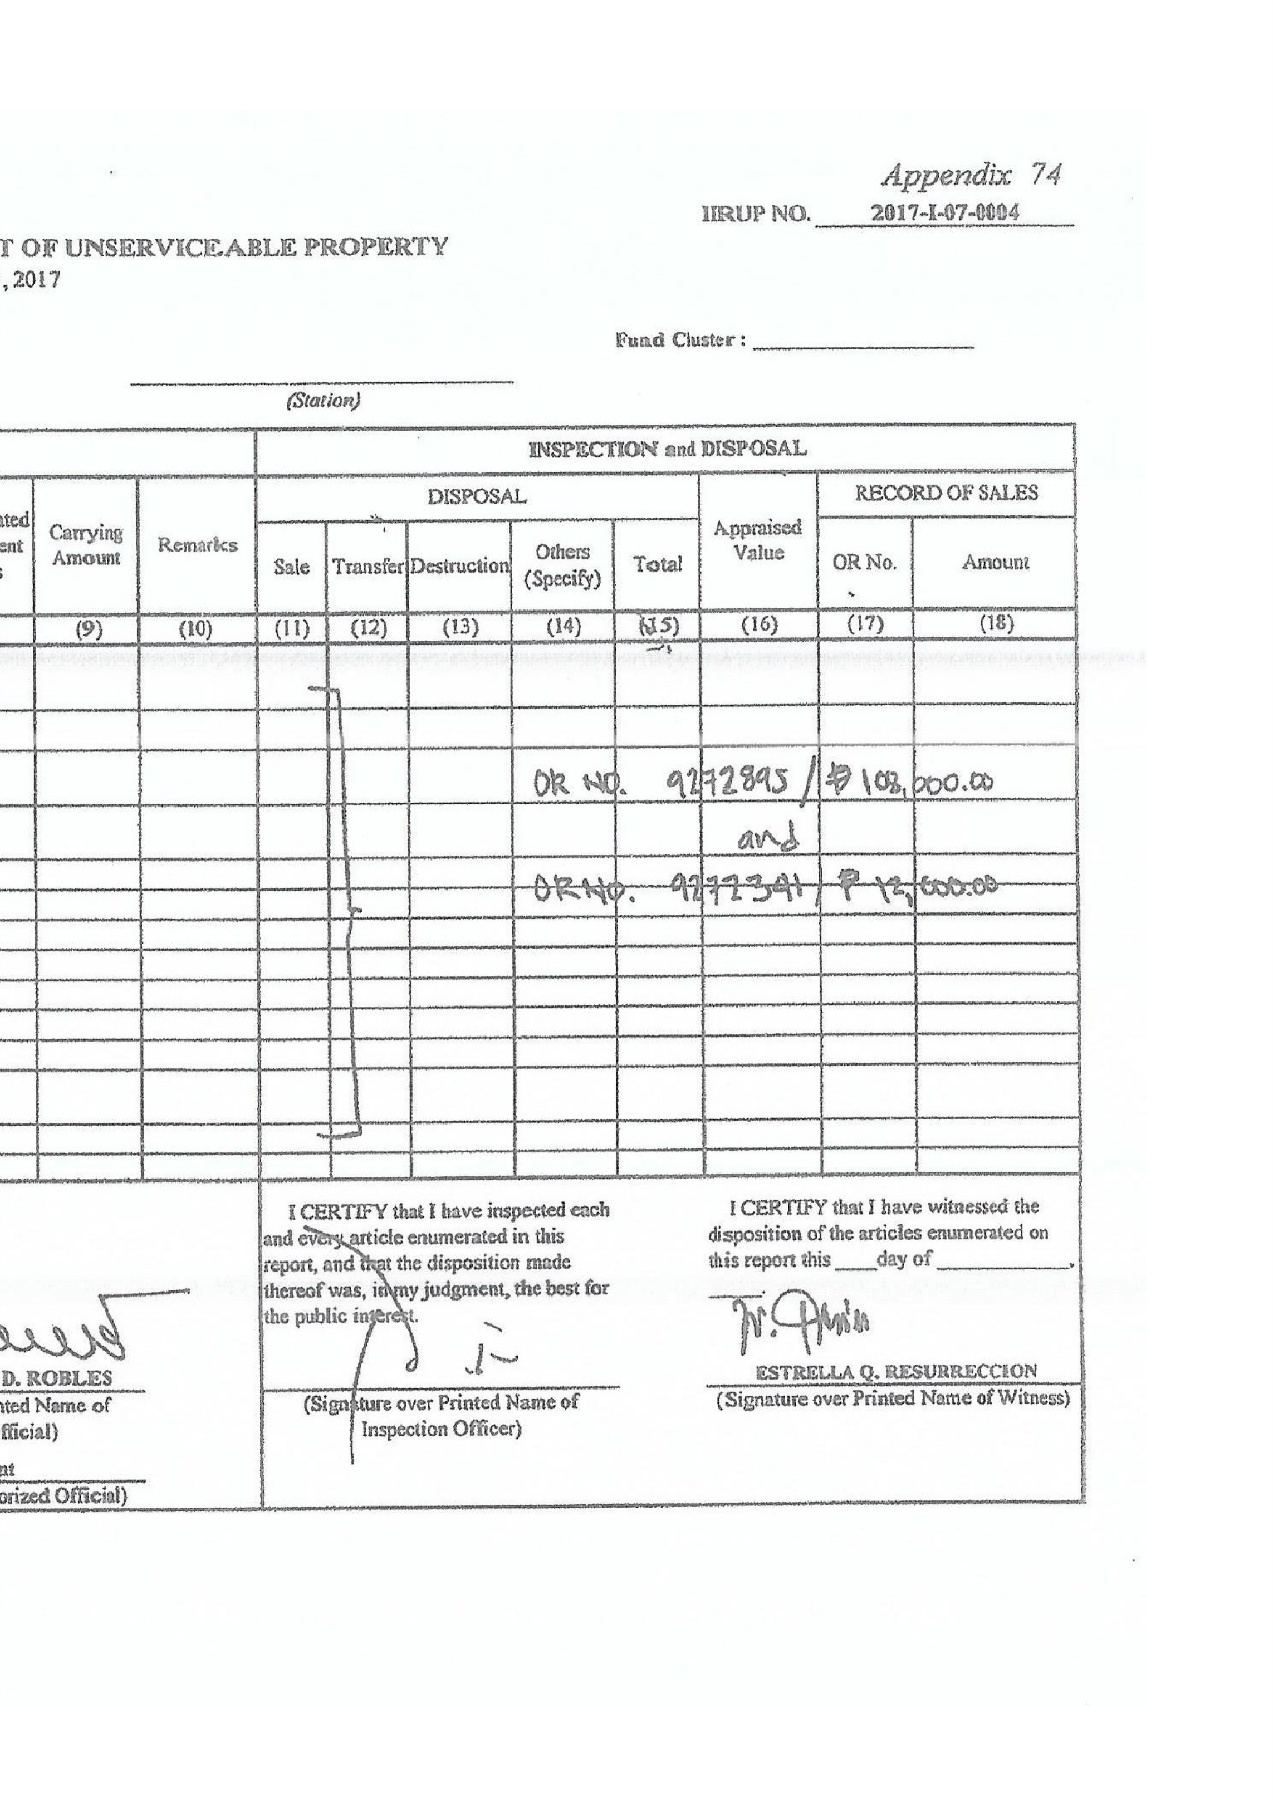 Appendix 74
IIRUP NO. 2017-I-07-0004
T OF UNSERVICEABLE PROPERTY
, 2017
Fund Cluster :
(Station)
INSPECTION and DISPOSAL
DISPOSAL
RECORD OF SALES
ated
ent
s
Carrying
Amount
Remarks
Sale
Transfer
Destruction
Others
(Specify)
Total
Appraised
Value
OR No.
Amount
(9) (10) (11) (12) (13) (14) (15) (16) (17) (18)
OR NO. 9272895 / ₱ 108,000.00
and
OR NO. 9272341 / ₱ 12,000.00
I CERTIFY that I have inspected each
and every article enumerated in this
report, and that the disposition made
thereof was, in my judgment, the best for
the public interest.
(Signature over Printed Name of
Inspection Officer)
I CERTIFY that I have witnessed the
disposition of the articles enumerated on
this report this ____day of ____________,
____.
ESTRELLA Q. RESURRECCION
(Signature over Printed Name of Witness)
D. ROBLES
nted Name of
fficial)
nt
orized Official)